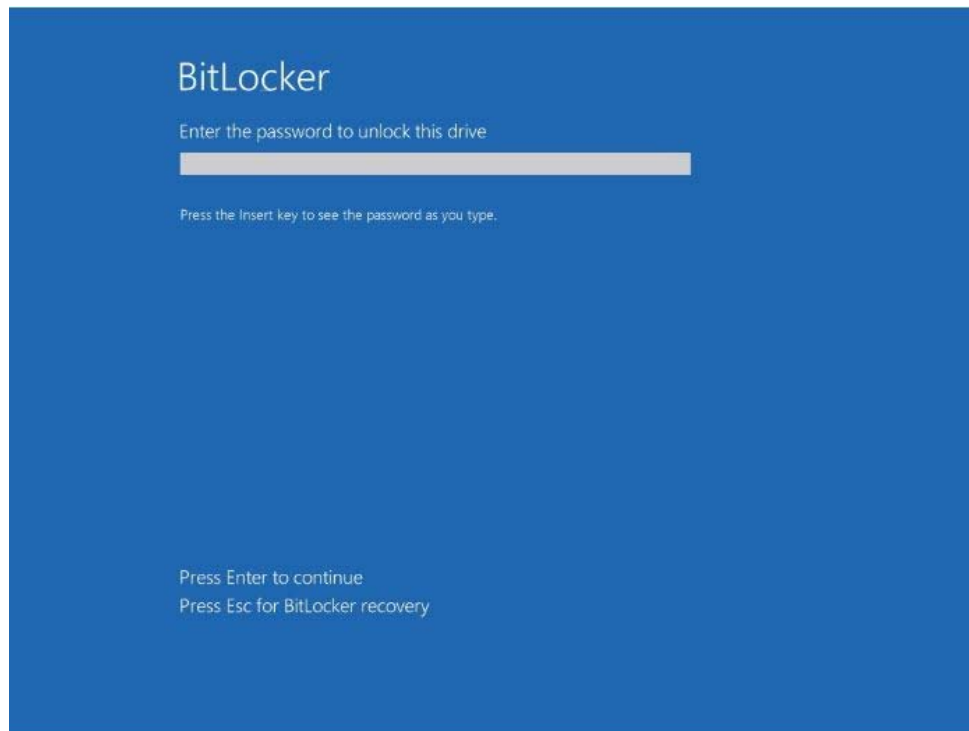 BitLocker
Enter the password to unlock this drive
Press the Insert key to see the password as you type.
Press Enter to continue
Press Esc for BitLocker recovery